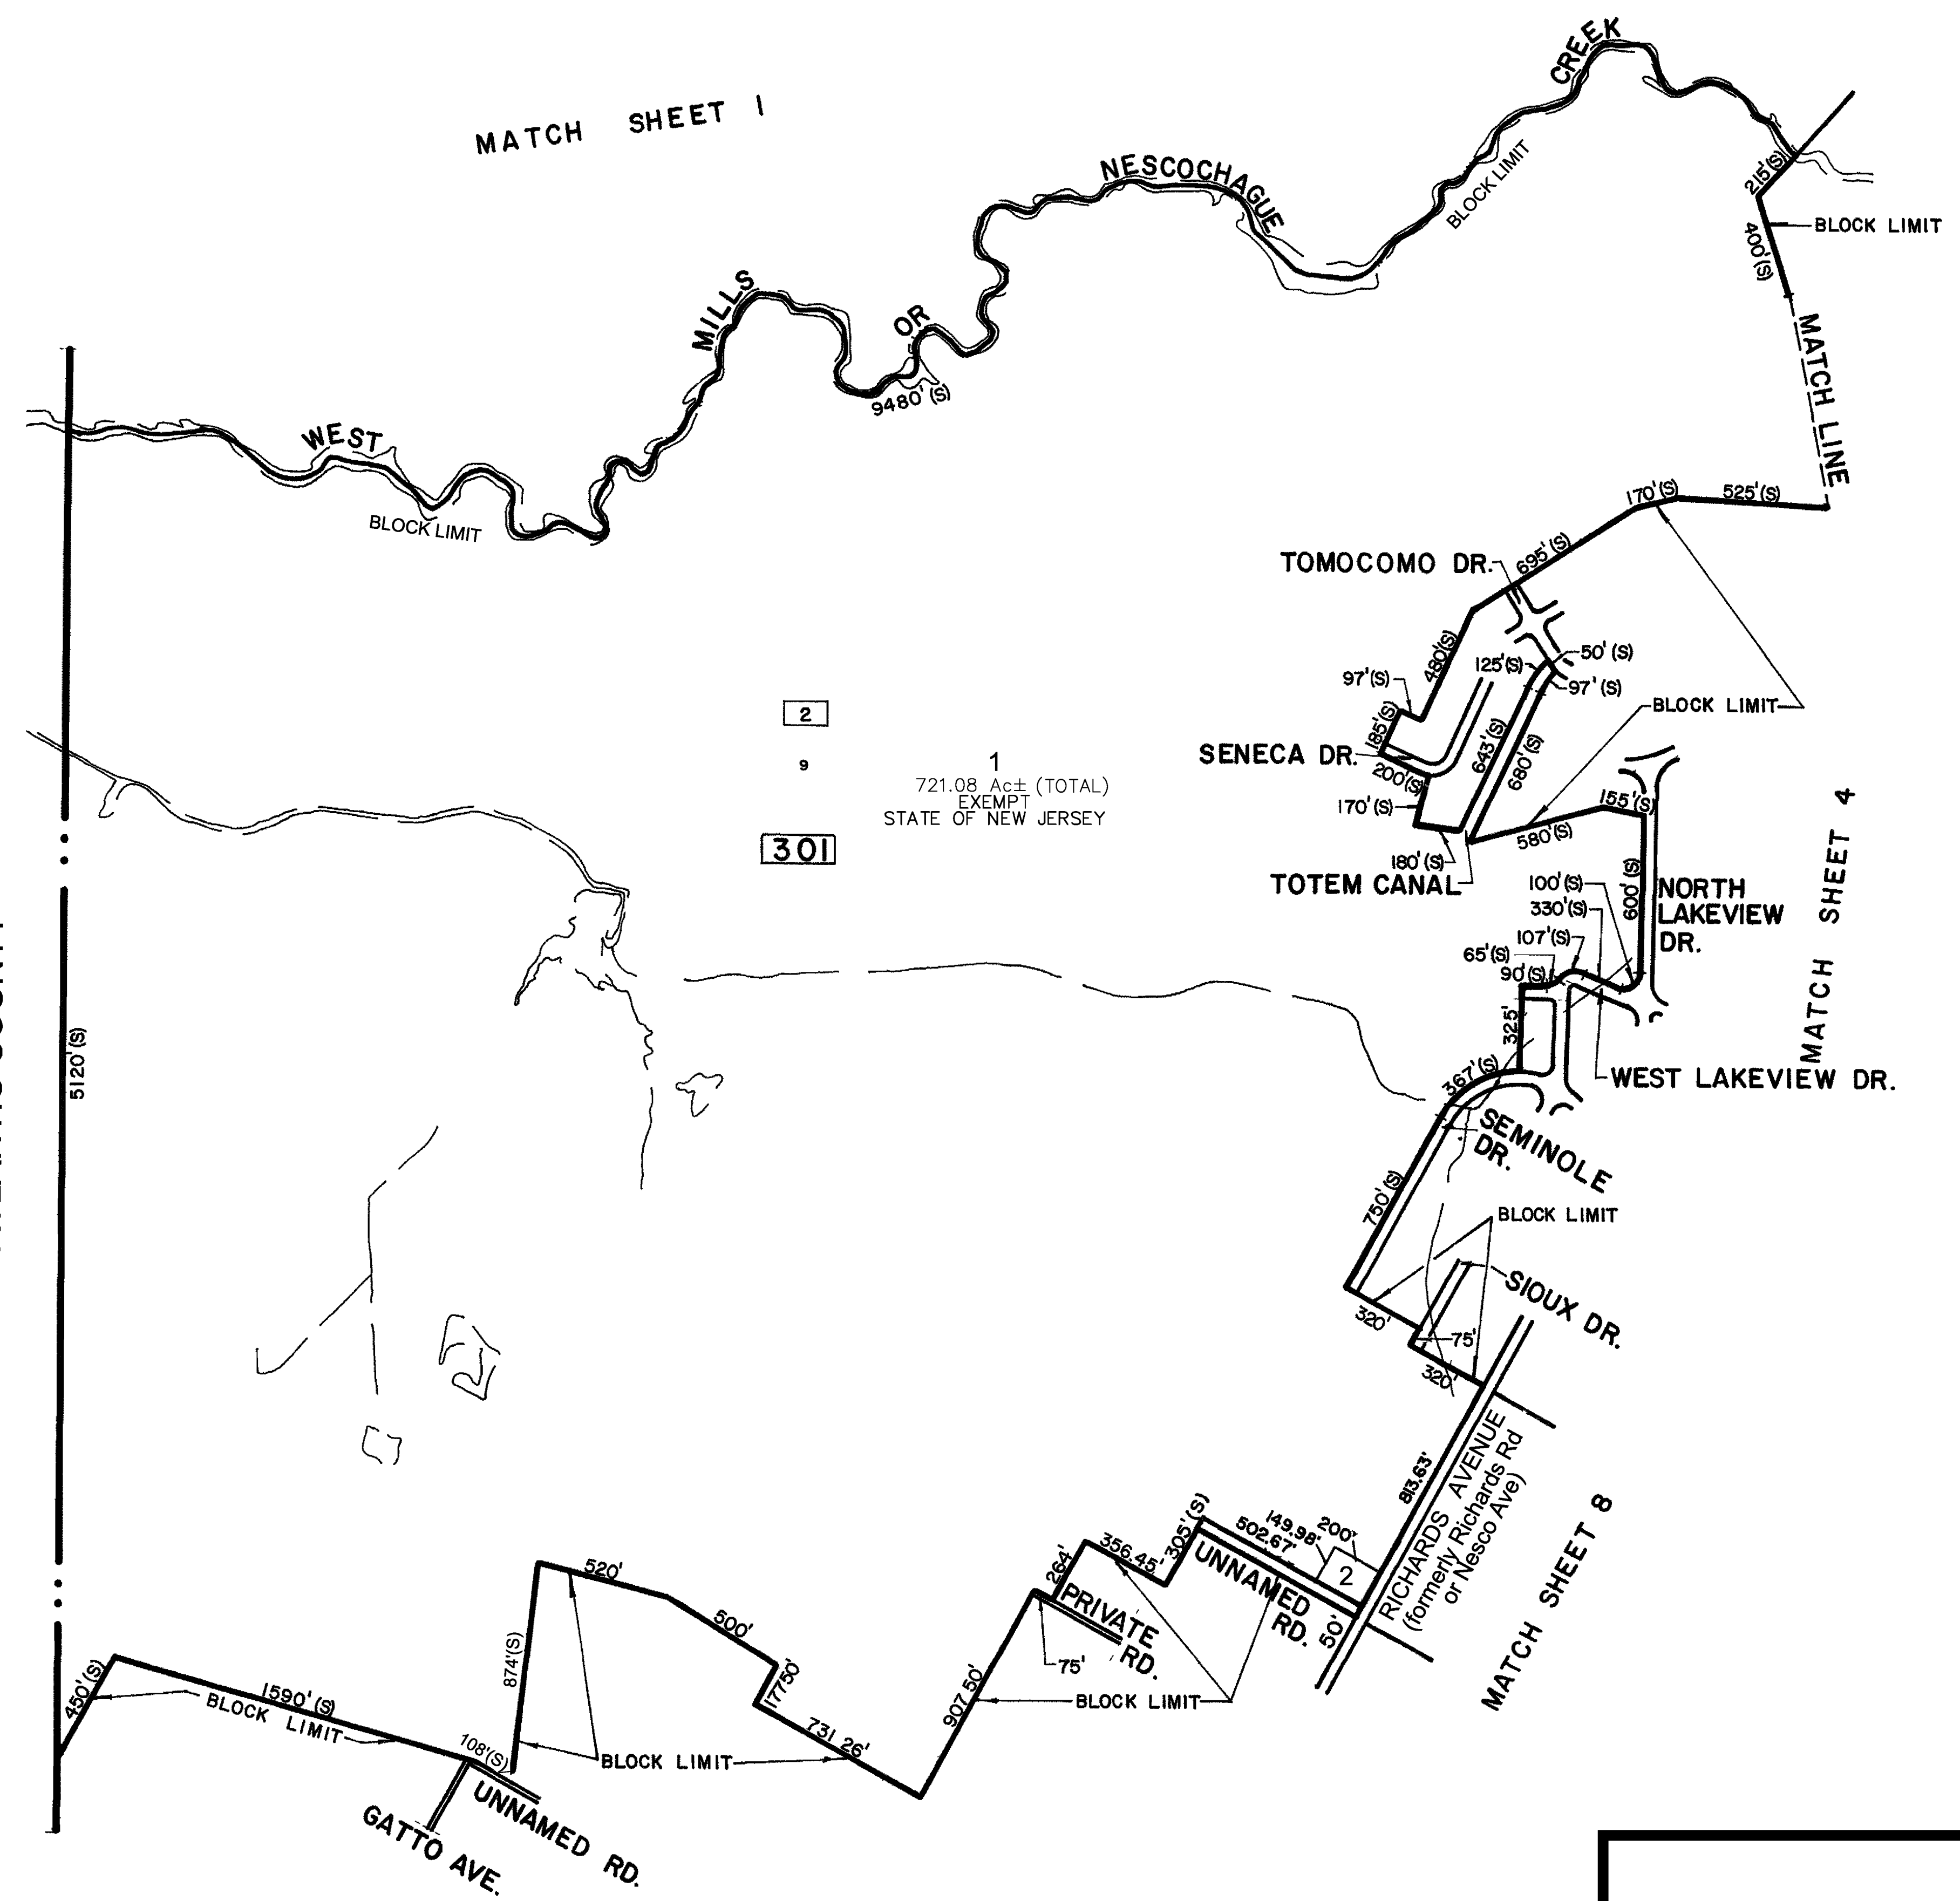 MATCH SHEET 1
WEST MILLS OR NESCOCHAGUE CREEK
BLOCK LIMIT
BLOCK LIMIT
9480'(S)
215'(S)
400'(S)
BLOCK LIMIT
MATCH LINE
170'(S)
525'(S)
695'(S)
TOMOCOMO DR.
480'(S)
125'(S)
50'(S)
97'(S)
97'(S)
185'(S)
SENECA DR.
200'(S)
643'(S)
680'(S)
170'(S)
180'(S)
TOTEM CANAL
BLOCK LIMIT
155'(S)
580'(S)
2
9
1
721.08 Ac± (TOTAL)
EXEMPT
STATE OF NEW JERSEY
301
MATCH SHEET 4
600'(S)
NORTH
LAKEVIEW
DR.
100'(S)
330'(S)
107'(S)
65'(S)
90'(S)
325'
WEST LAKEVIEW DR.
367'(S)
SEMINOLE
DR.
750'(S)
5120'(S)
BLOCK LIMIT
SIOUX DR.
320'
75'
320'
813.63'
RICHARDS AVENUE
(formerly Richards Rd
or Nesco Ave)
MATCH SHEET 8
200'
149.98'
502.67'
2
UNNAMED
RD.
50'
305'(S)
356.45'
264'
PRIVATE
RD.
75'
BLOCK LIMIT
907.50'
520'
500'
177.50'
731.26'
874'(S)
BLOCK LIMIT
450'(S)
1590'(S)
BLOCK LIMIT
108'(S)
UNNAMED RD.
GATTO AVE.